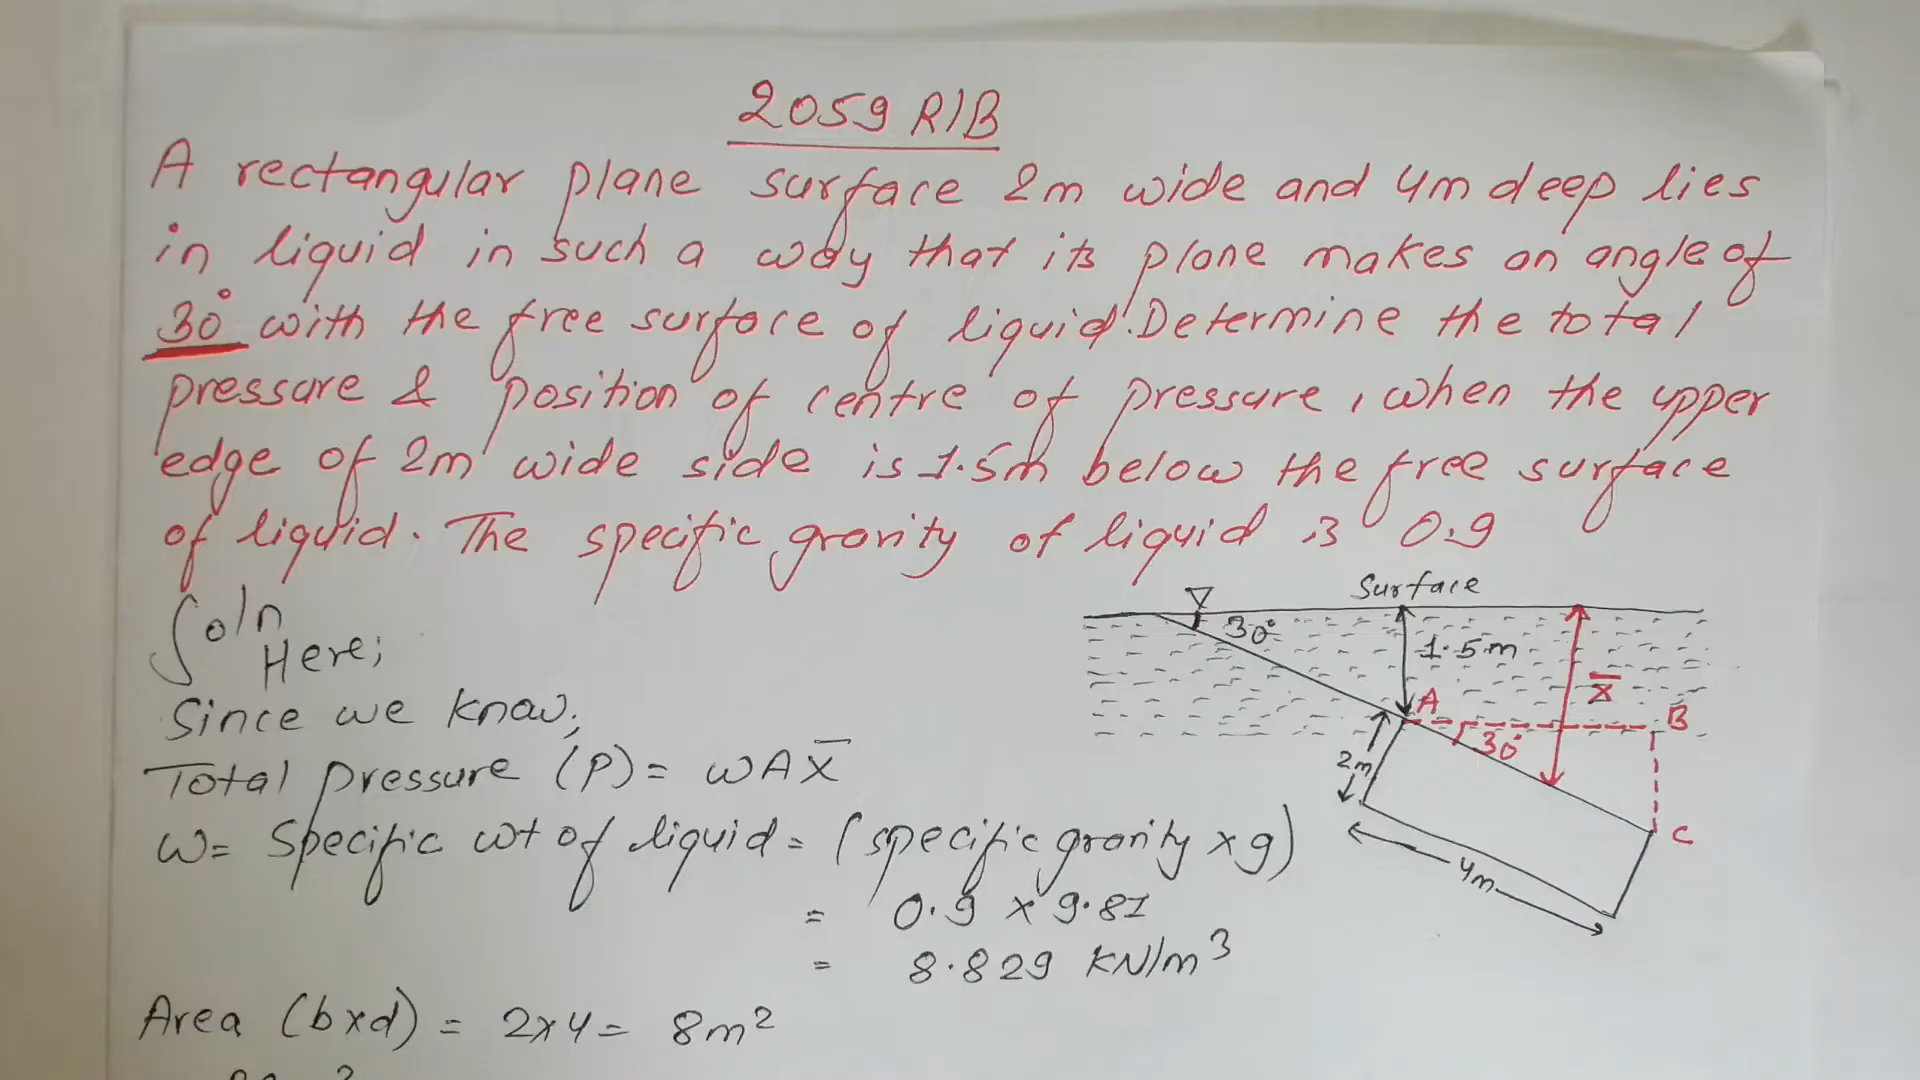 2059 R/B
A rectangular plane surface 2m wide and 4m deep lies
in liquid in such a way that its plane makes an angle of
30° with the free surface of liquid. Determine the total
pressure & position of centre of pressure, when the upper
edge of 2m wide side is 1.5m below the free surface
of liquid. The specific gravity of liquid is 0.9
Soln
Here;
Since we know;
Total pressure (P) = wAx̄
w = Specific wt of liquid = (specific gravity x g)
= 0.9 x 9.81
= 8.829 KN/m³
Area (bxd) = 2x4 = 8m²
Surface
30°
1.5m
x̄
A
B
30°
2m
C
4m